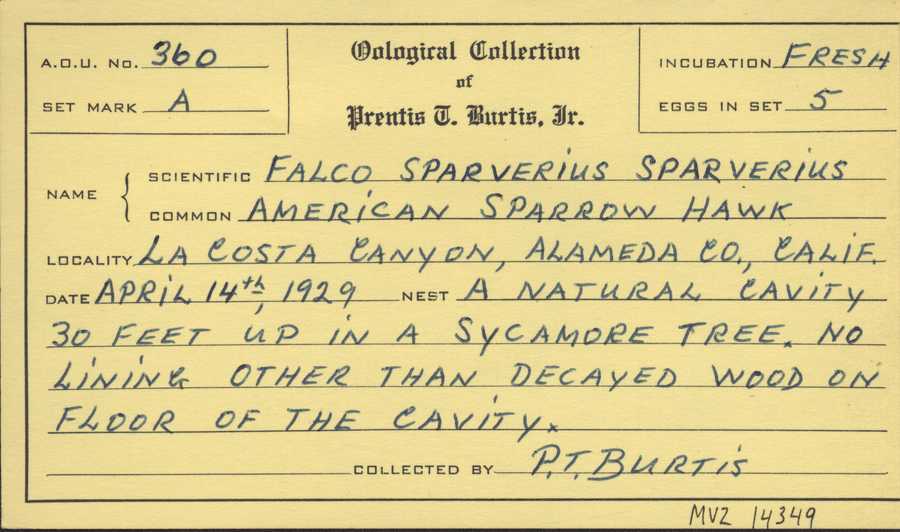 A.O.U. No. 360
Oological Collection
INCUBATION FRESH
SET MARK A
of
EGGS IN SET 5
Prentis T. Burtis, Jr.
NAME
SCIENTIFIC FALCO SPARVERIUS SPARVERIUS
COMMON AMERICAN SPARROW HAWK
LOCALITY LA COSTA CANYON, ALAMEDA CO., CALIF.
DATE APRIL 14th, 1929 NEST A NATURAL CAVITY
30 FEET UP IN A SYCAMORE TREE. NO
LINING OTHER THAN DECAYED WOOD ON
FLOOR OF THE CAVITY.
COLLECTED BY P.T. BURTIS
MVZ 14349